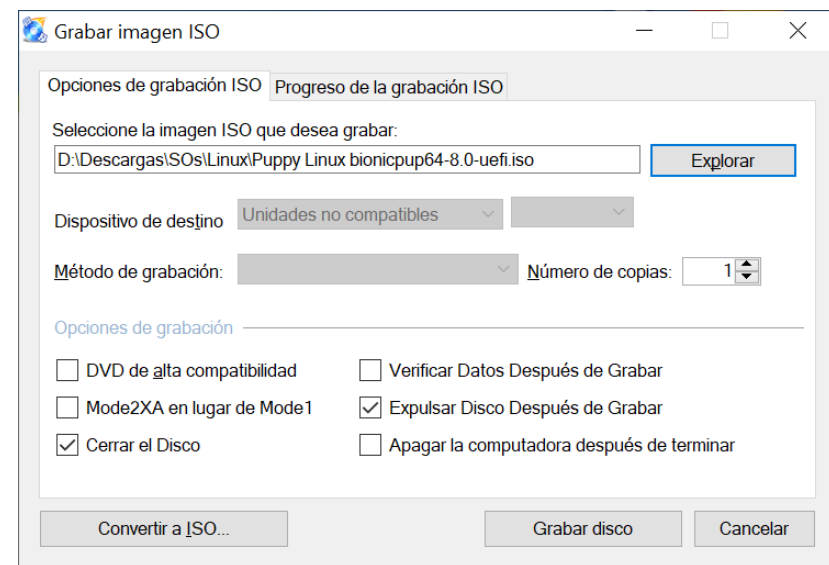 Grabar imagen ISO
Opciones de grabación ISO Progreso de la grabación ISO
Seleccione la imagen ISO que desea grabar:
D:\Descargas\SOs\Linux\Puppy Linux bionicpup64-8.0-uefi.iso Explorar
Dispositivo de destino Unidades no compatibles
Método de grabación: Número de copias: 1
Opciones de grabación
DVD de alta compatibilidad Verificar Datos Después de Grabar
Mode2XA en lugar de Mode1 Expulsar Disco Después de Grabar
Cerrar el Disco Apagar la computadora después de terminar
Convertir a ISO... Grabar disco Cancelar